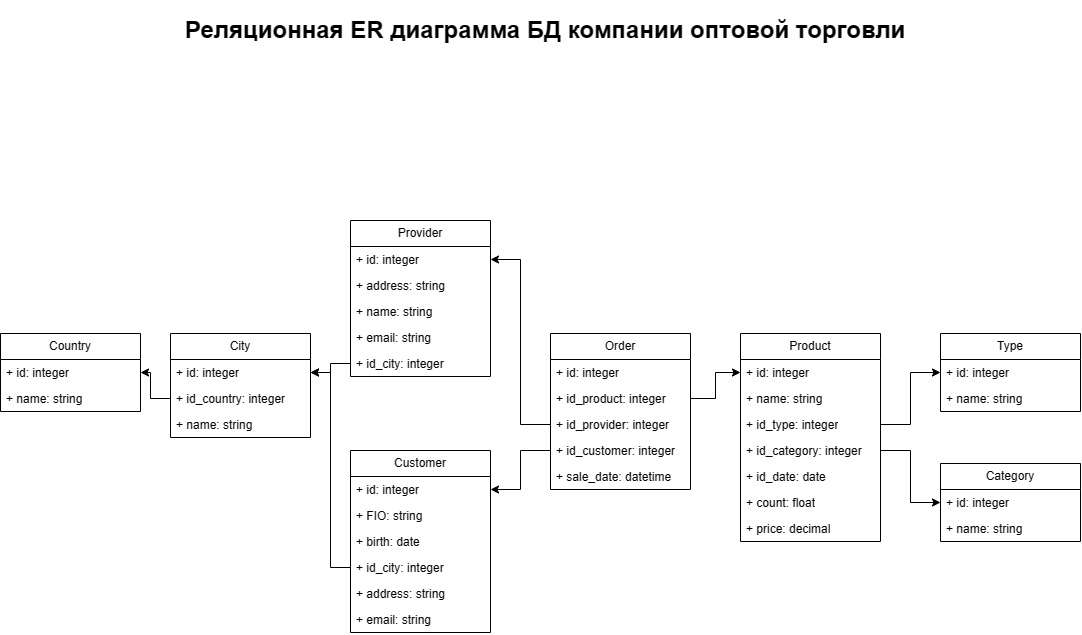 Реляционная ER диаграмма БД компании оптовой торговли
Country
+ id: integer
+ name: string
City
+ id: integer
+ id_country: integer
+ name: string
Provider
+ id: integer
+ address: string
+ name: string
+ email: string
+ id_city: integer
Customer
+ id: integer
+ FIO: string
+ birth: date
+ id_city: integer
+ address: string
+ email: string
Order
+ id: integer
+ id_product: integer
+ id_provider: integer
+ id_customer: integer
+ sale_date: datetime
Product
+ id: integer
+ name: string
+ id_type: integer
+ id_category: integer
+ id_date: date
+ count: float
+ price: decimal
Type
+ id: integer
+ name: string
Category
+ id: integer
+ name: string